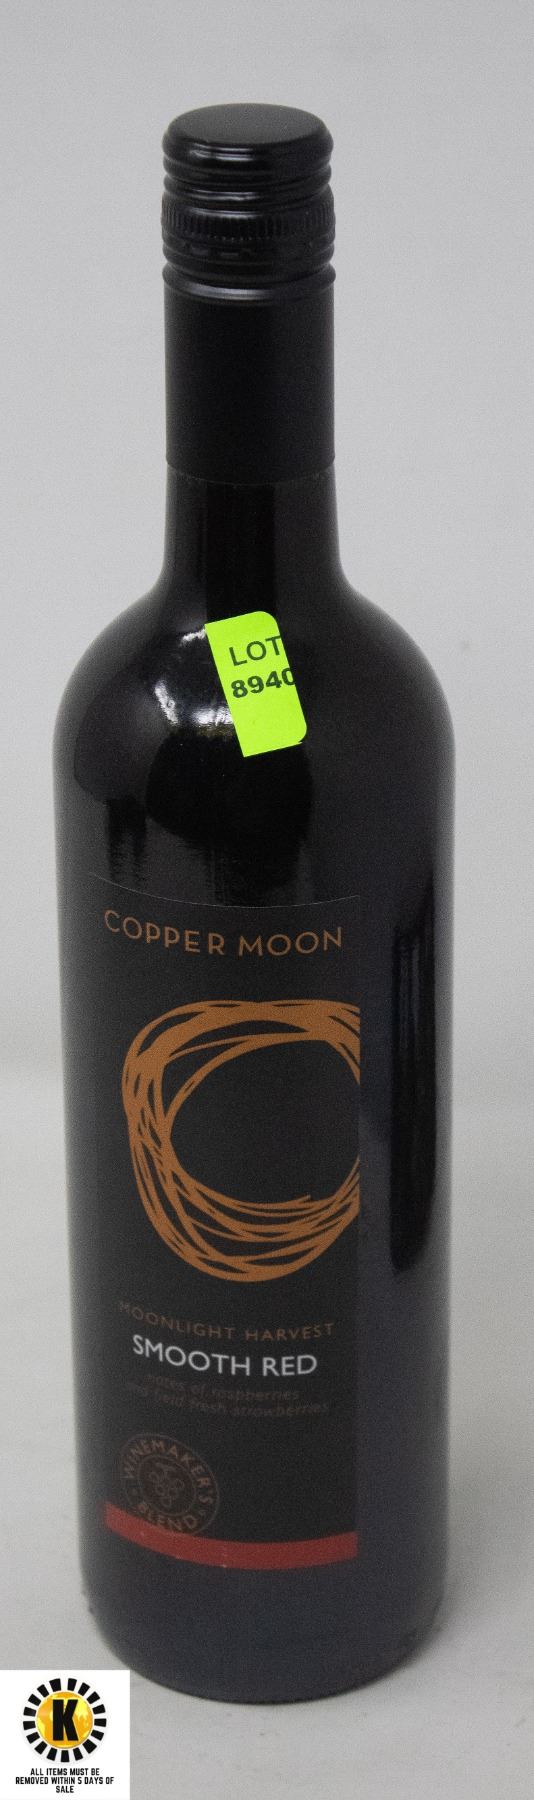 LOT
8940
COPPER MOON
MOONLIGHT HARVEST
SMOOTH RED
notes of raspberries
and field fresh strawberries
WINEMAKER'S
BLEND
K
ALL ITEMS MUST BE
REMOVED WITHIN 5 DAYS OF
SALE